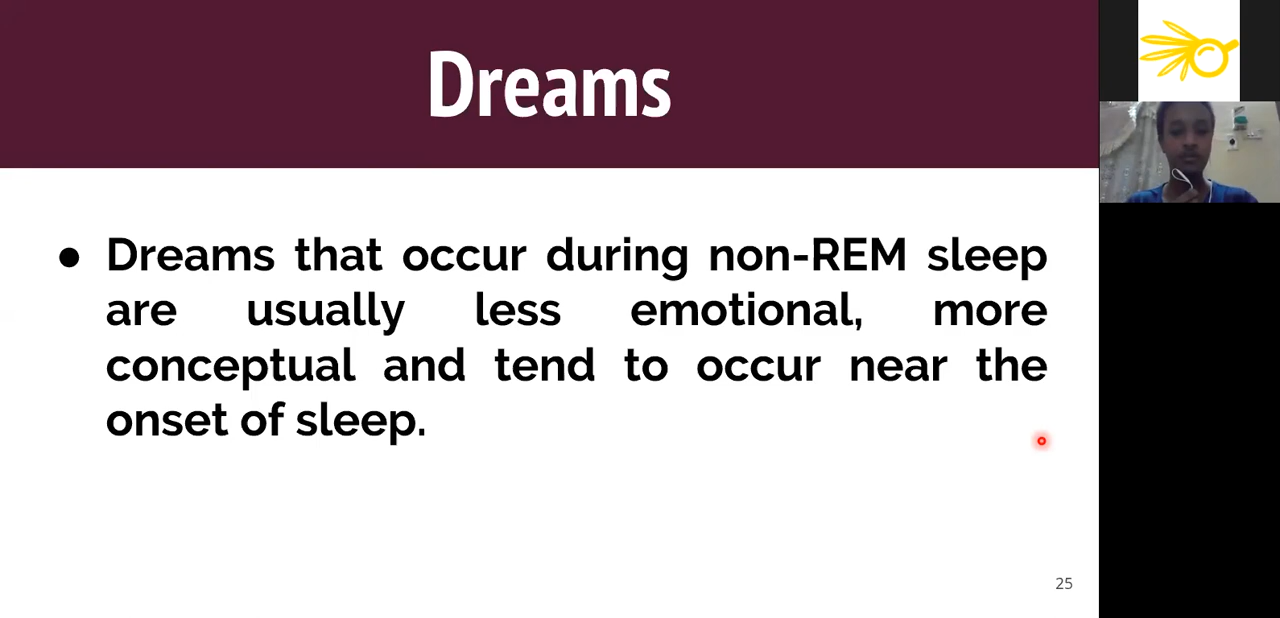 Dreams
● Dreams that occur during non-REM sleep
are usually less emotional, more
conceptual and tend to occur near the
onset of sleep.
25